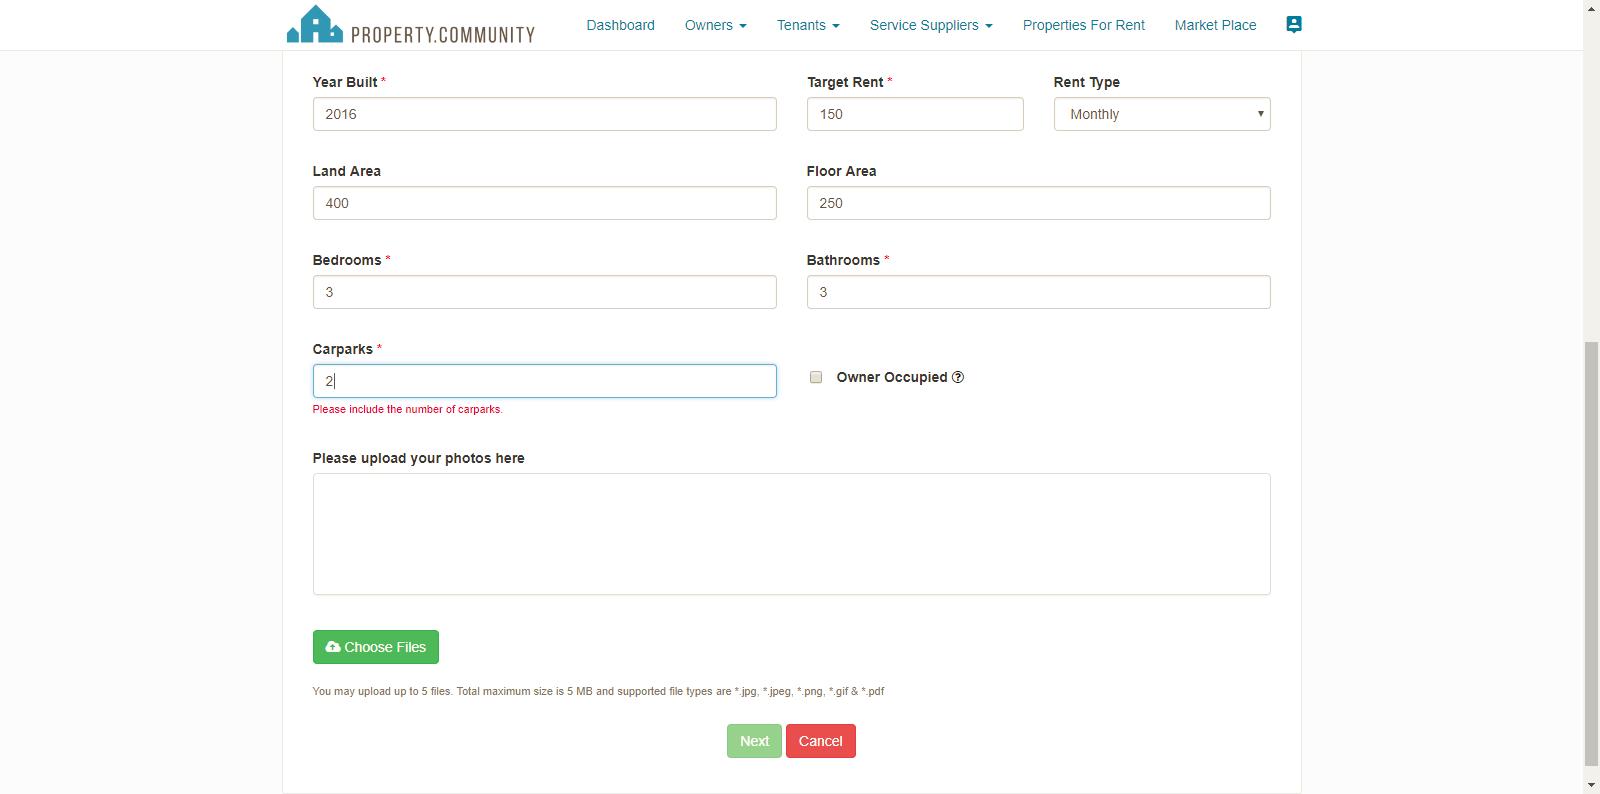 PROPERTY.COMMUNITY Dashboard Owners Tenants Service Suppliers Properties For Rent Market Place
Year Built * Target Rent * Rent Type
2016 150 Monthly
Land Area Floor Area
400 250
Bedrooms * Bathrooms *
3 3
Carparks *
2 Owner Occupied ?
Please include the number of carparks.
Please upload your photos here
Choose Files
You may upload up to 5 files. Total maximum size is 5 MB and supported file types are *.jpg, *.jpeg, *.png, *.gif & *.pdf
Next Cancel